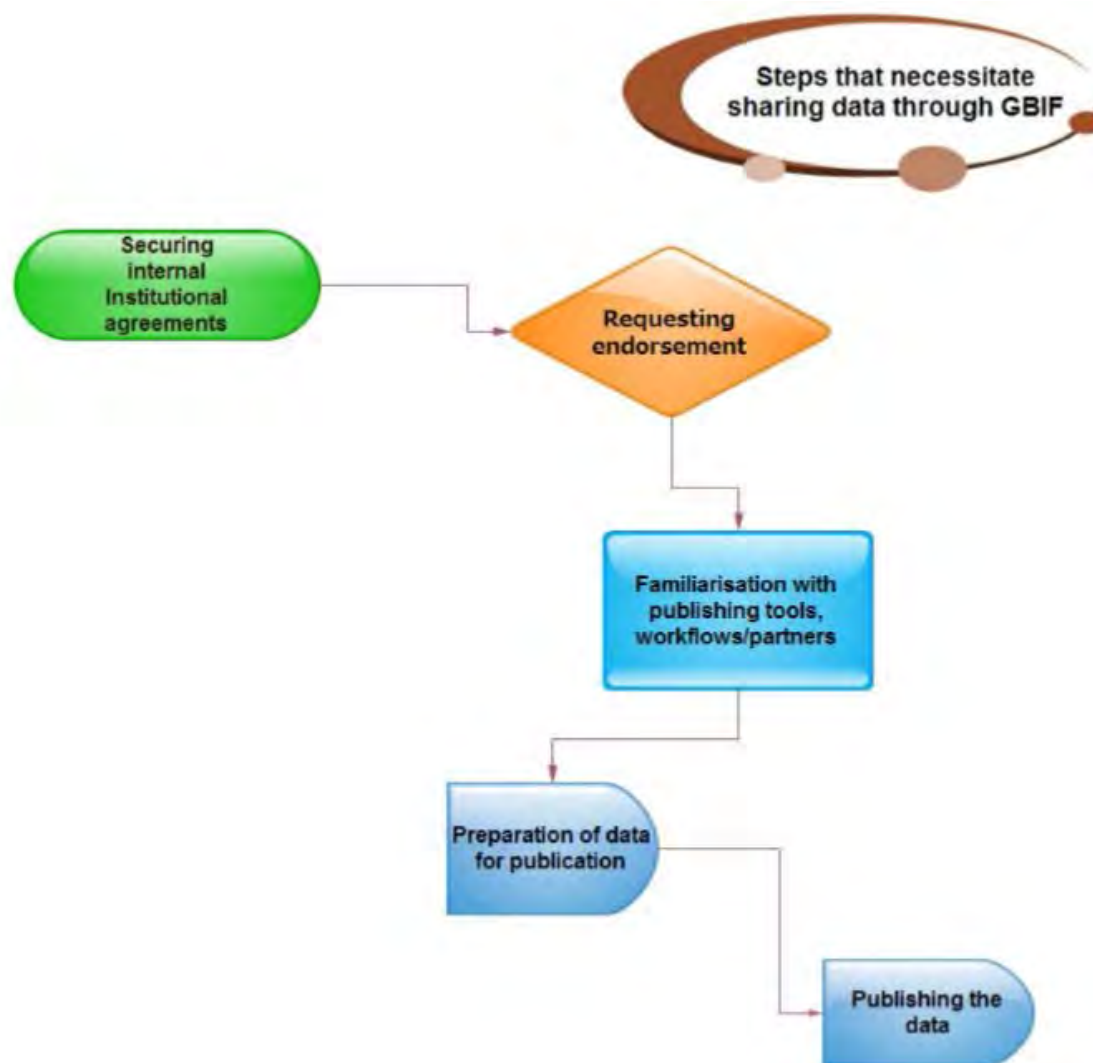 Steps that necessitate
sharing data through GBIF
Securing
internal
Institutional
agreements
Requesting
endorsement
Familiarisation with
publishing tools,
workflows/partners
Preparation of data
for publication
Publishing the
data